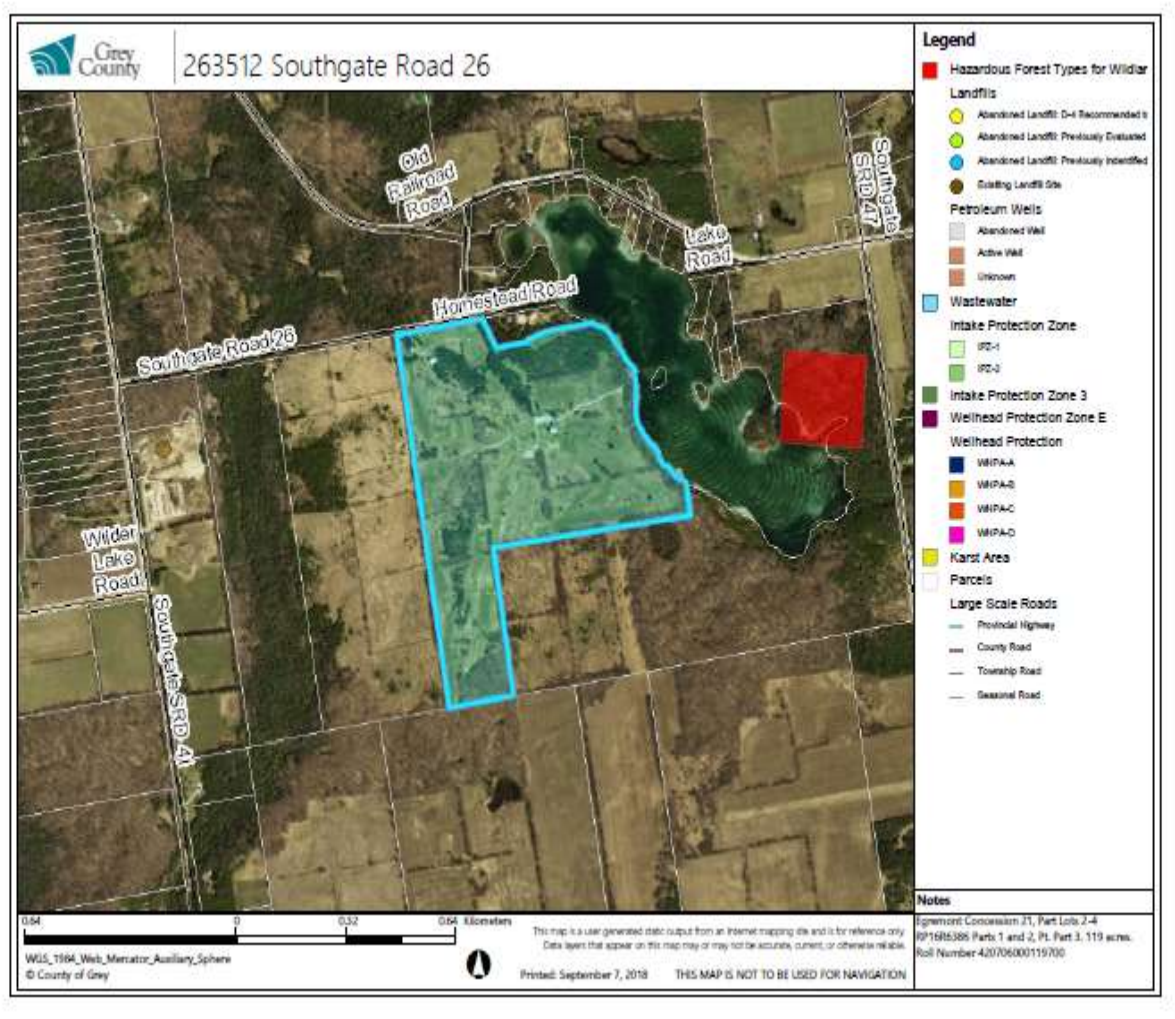 Grey
County
263512 Southgate Road 26
Old
Railroad
Road
Southgate
SRD 47
Lake
Road
Homestead Road
Southgate Road 26
Wilder
Lake
Road
Southgate SRD 41
Legend
Hazardous Forest Types for Wildlar
Landfills
Abandoned Landfill: D-4 Recommended b
Abandoned Landfill: Previously Evaluated
Abandoned Landfill: Previously Indentified
Existing Landfill Site
Petroleum Wells
Abandoned Well
Active Well
Unknown
Wastewater
Intake Protection Zone
IPZ-1
IPZ-2
Intake Protection Zone 3
Wellhead Protection Zone E
Wellhead Protection
WHPA-A
WHPA-B
WHPA-C
WHPA-D
Karst Area
Parcels
Large Scale Roads
Provincial Highway
County Road
Township Road
Seasonal Road
Notes
Egremont Concession 21, Part Lots 2-4
RP16R6386 Parts 1 and 2, Pt. Part 3. 119 acres.
Roll Number 420706000119700
0.64 0 0.32 0.64 Kilometers
WGS_1984_Web_Mercator_Auxiliary_Sphere
© County of Grey
This map is a user generated static output from an Internet mapping site and is for reference only.
Data layers that appear on this map may or may not be accurate, current, or otherwise reliable.
Printed: September 7, 2018 THIS MAP IS NOT TO BE USED FOR NAVIGATION